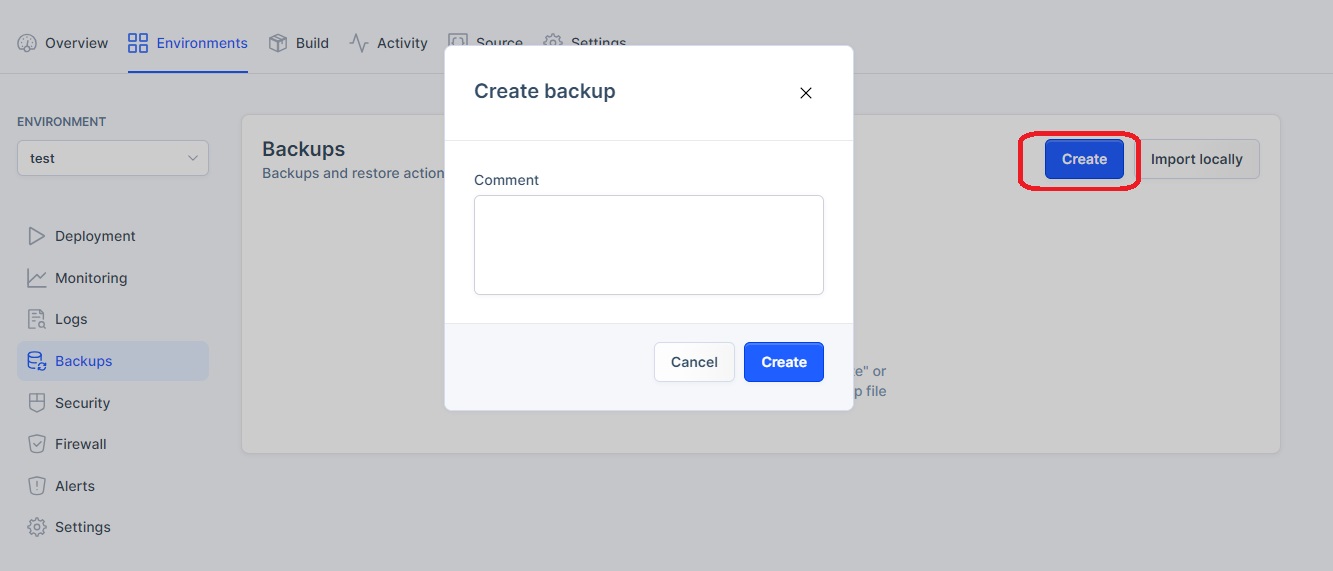 Overview Environments Build Activity Source Settings
Create backup
ENVIRONMENT
test
Backups
Backups and restore action
Create Import locally
Comment
Deployment
Monitoring
Logs
Backups
Security
Firewall
Alerts
Settings
Cancel Create
e" or
p file